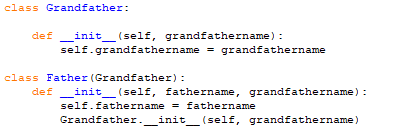 class Grandfather:
    def __init__(self, grandfathername):
        self.grandfathername = grandfathername
class Father(Grandfather):
    def __init__(self, fathername, grandfathername):
        self.fathername = fathername
        Grandfather.__init__(self, grandfathername)